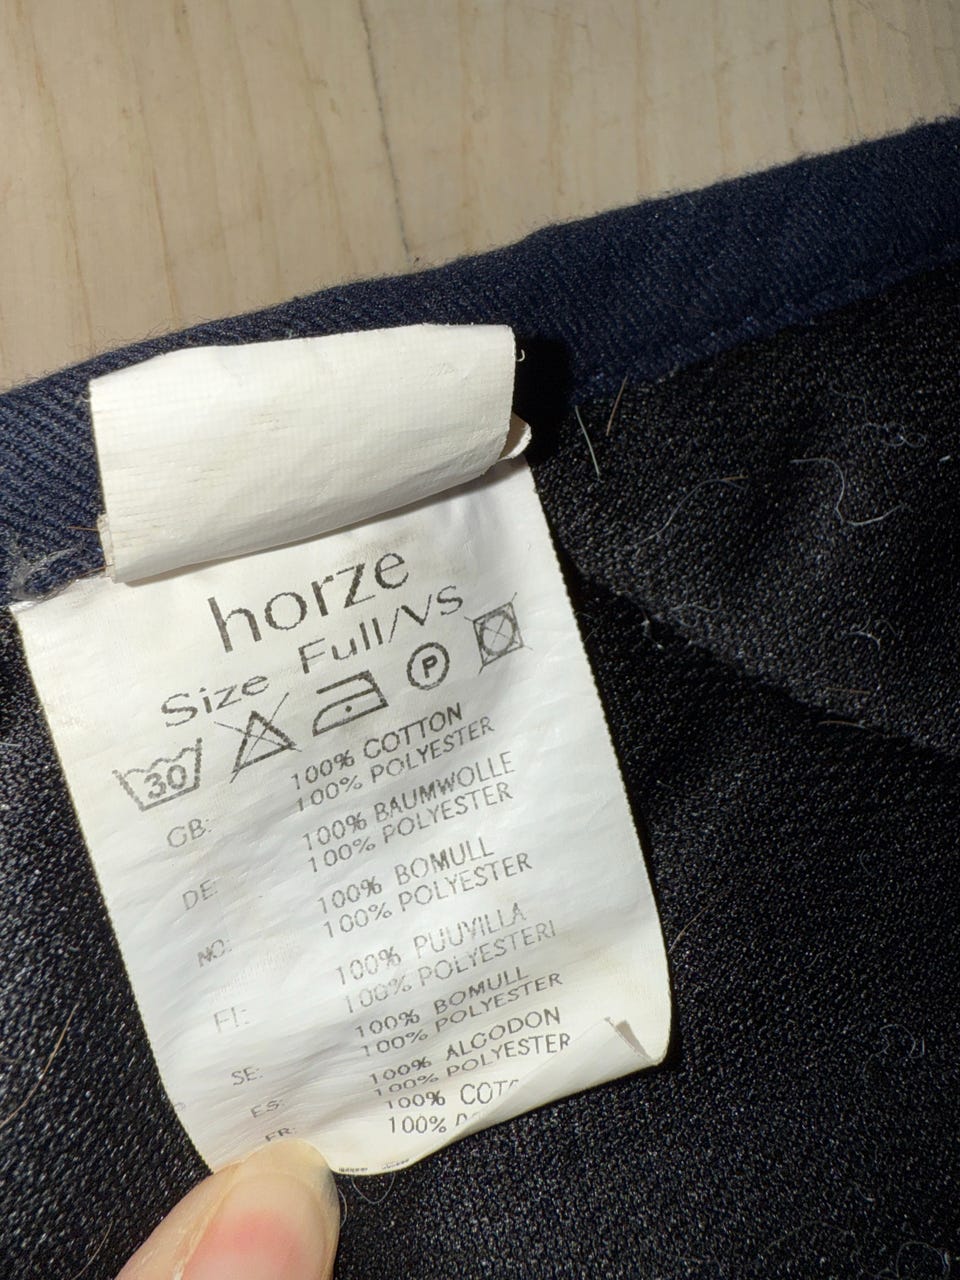 horze
Size Full/VS
30 P
GB: 100% COTTON
100% POLYESTER
DE: 100% BAUMWOLLE
100% POLYESTER
NO: 100% BOMULL
100% POLYESTER
FI: 100% PUUVILLA
100% POLYESTERI
SE: 100% BOMULL
100% POLYESTER
ES: 100% ALGODON
100% POLYESTER
FR: 100% COT
100%